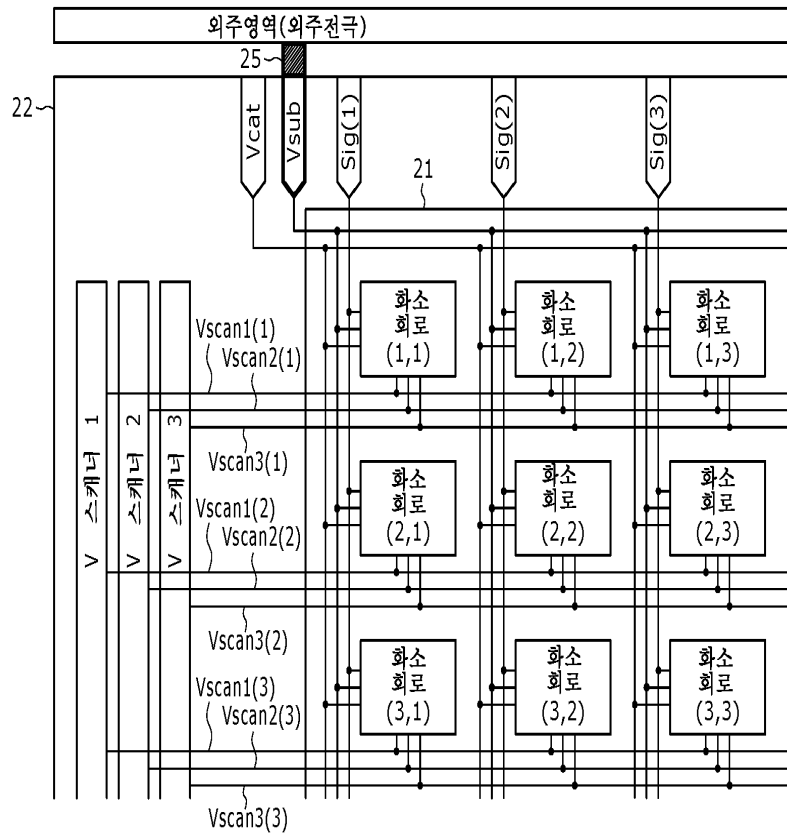 외주영역(외주전극)
25
22
Vcat
Vsub
Sig(1)
Sig(2)
Sig(3)
21
화소
회로
(1,1)
화소
회로
(1,2)
화소
회로
(1,3)
Vscan1(1)
Vscan2(1)
Vscan3(1)
V 스캐너 1
V 스캐너 2
V 스캐너 3
화소
회로
(2,1)
화소
회로
(2,2)
화소
회로
(2,3)
Vscan1(2)
Vscan2(2)
Vscan3(2)
화소
회로
(3,1)
화소
회로
(3,2)
화소
회로
(3,3)
Vscan1(3)
Vscan2(3)
Vscan3(3)